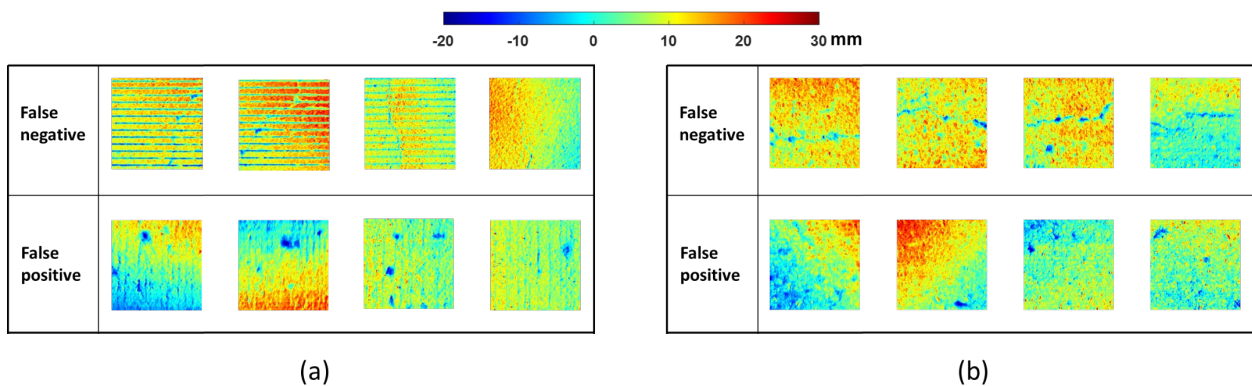 -20 -10 0 10 20 30 mm
False
negative
False
positive
(a)
False
negative
False
positive
(b)